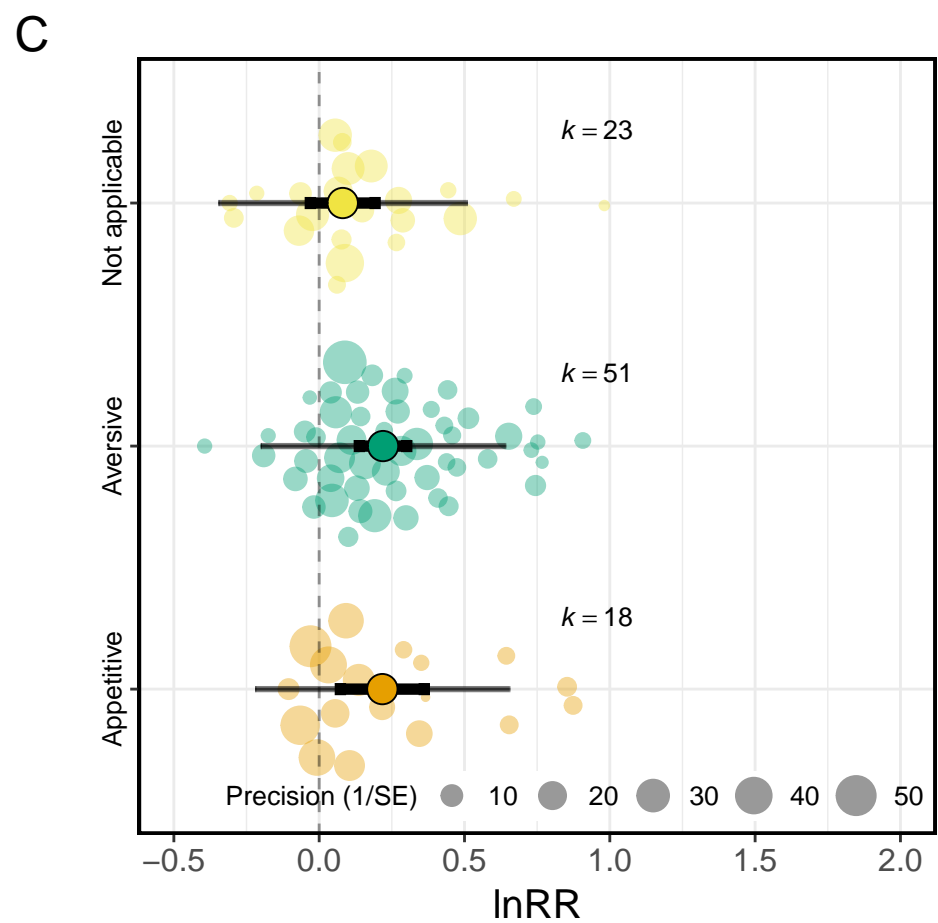 C
Not applicable
k = 23
Aversive
k = 51
Appetitive
k = 18
Precision (1/SE) 10 20 30 40 50
−0.5 0.0 0.5 1.0 1.5 2.0
lnRR